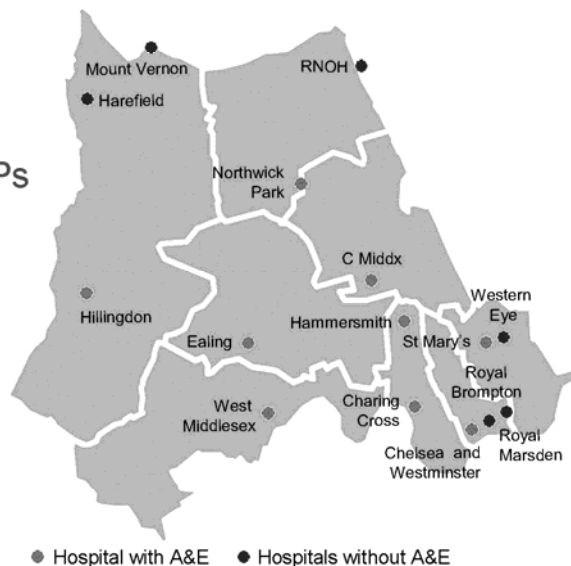 Mount Vernon
RNOH
Harefield
Ps
Northwick
Park
C Middx
Western
Eye
Hillingdon
Hammersmith
St Mary's
Ealing
Royal
Brompton
West
Middlesex
Charing
Cross
Royal
Marsden
Chelsea and
Westminster
Hospital with A&E
Hospitals without A&E